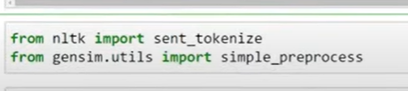 from nltk import sent_tokenize
from gensim.utils import simple_preprocess